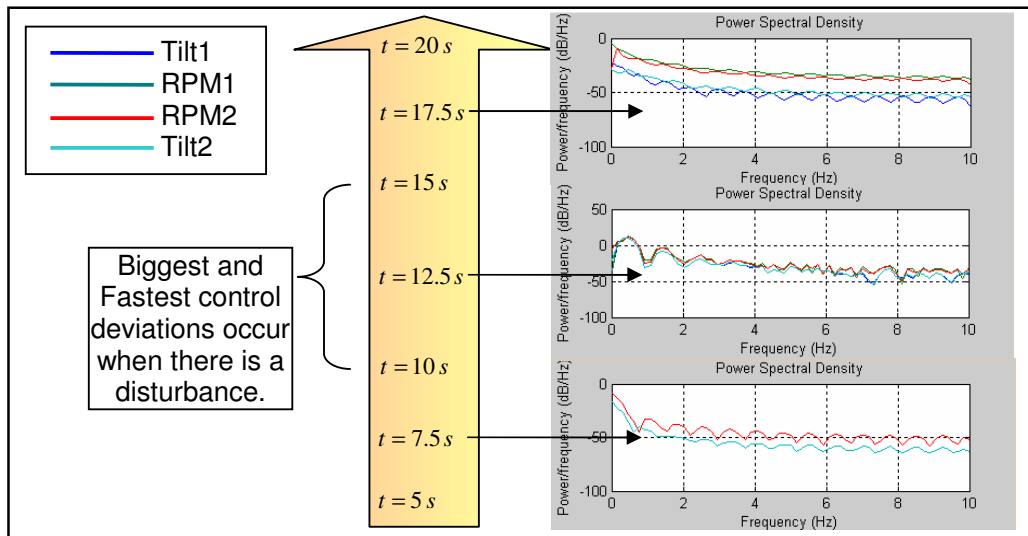 Tilt1
RPM1
RPM2
Tilt2
t = 20 s
t = 17.5 s
t = 15 s
t = 12.5 s
t = 10 s
t = 7.5 s
t = 5 s
Biggest and
Fastest control
deviations occur
when there is a
disturbance.
Power Spectral Density
Power/frequency (dB/Hz)
0
-50
-100
0 2 4 6 8 10
Frequency (Hz)
Power Spectral Density
Power/frequency (dB/Hz)
50
0
-50
-100
0 2 4 6 8 10
Frequency (Hz)
Power Spectral Density
Power/frequency (dB/Hz)
0
-50
-100
0 2 4 6 8 10
Frequency (Hz)